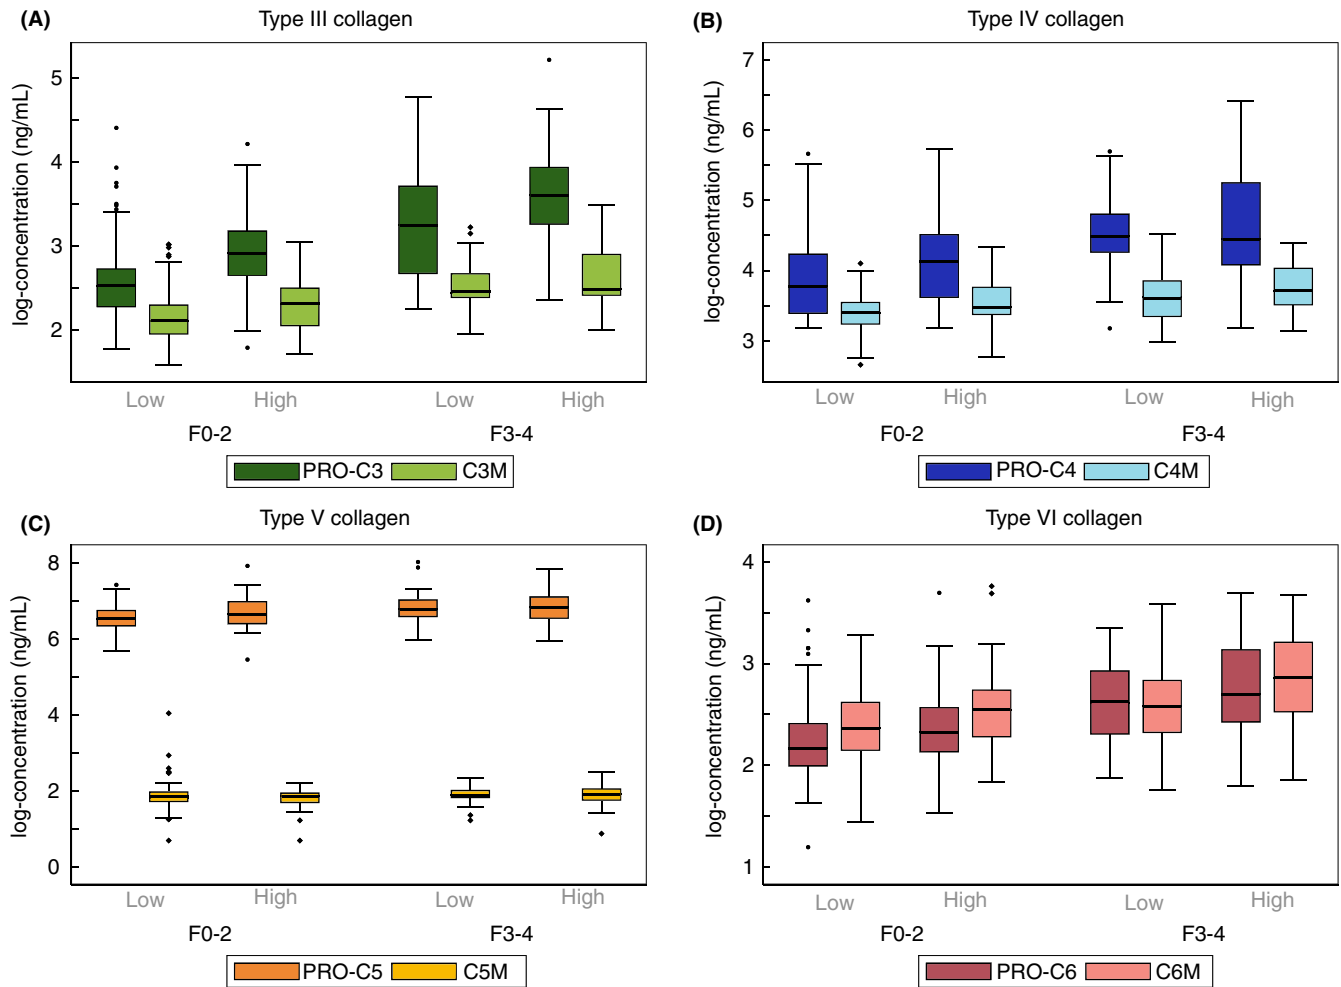 (A) Type III collagen
log-concentration (ng/mL)
5
4
3
2
Low High Low High
F0-2 F3-4
PRO-C3 C3M
(B) Type IV collagen
log-concentration (ng/mL)
7
6
5
4
3
Low High Low High
F0-2 F3-4
PRO-C4 C4M
(C) Type V collagen
log-concentration (ng/mL)
8
6
4
2
0
Low High Low High
F0-2 F3-4
PRO-C5 C5M
(D) Type VI collagen
log-concentration (ng/mL)
4
3
2
1
Low High Low High
F0-2 F3-4
PRO-C6 C6M